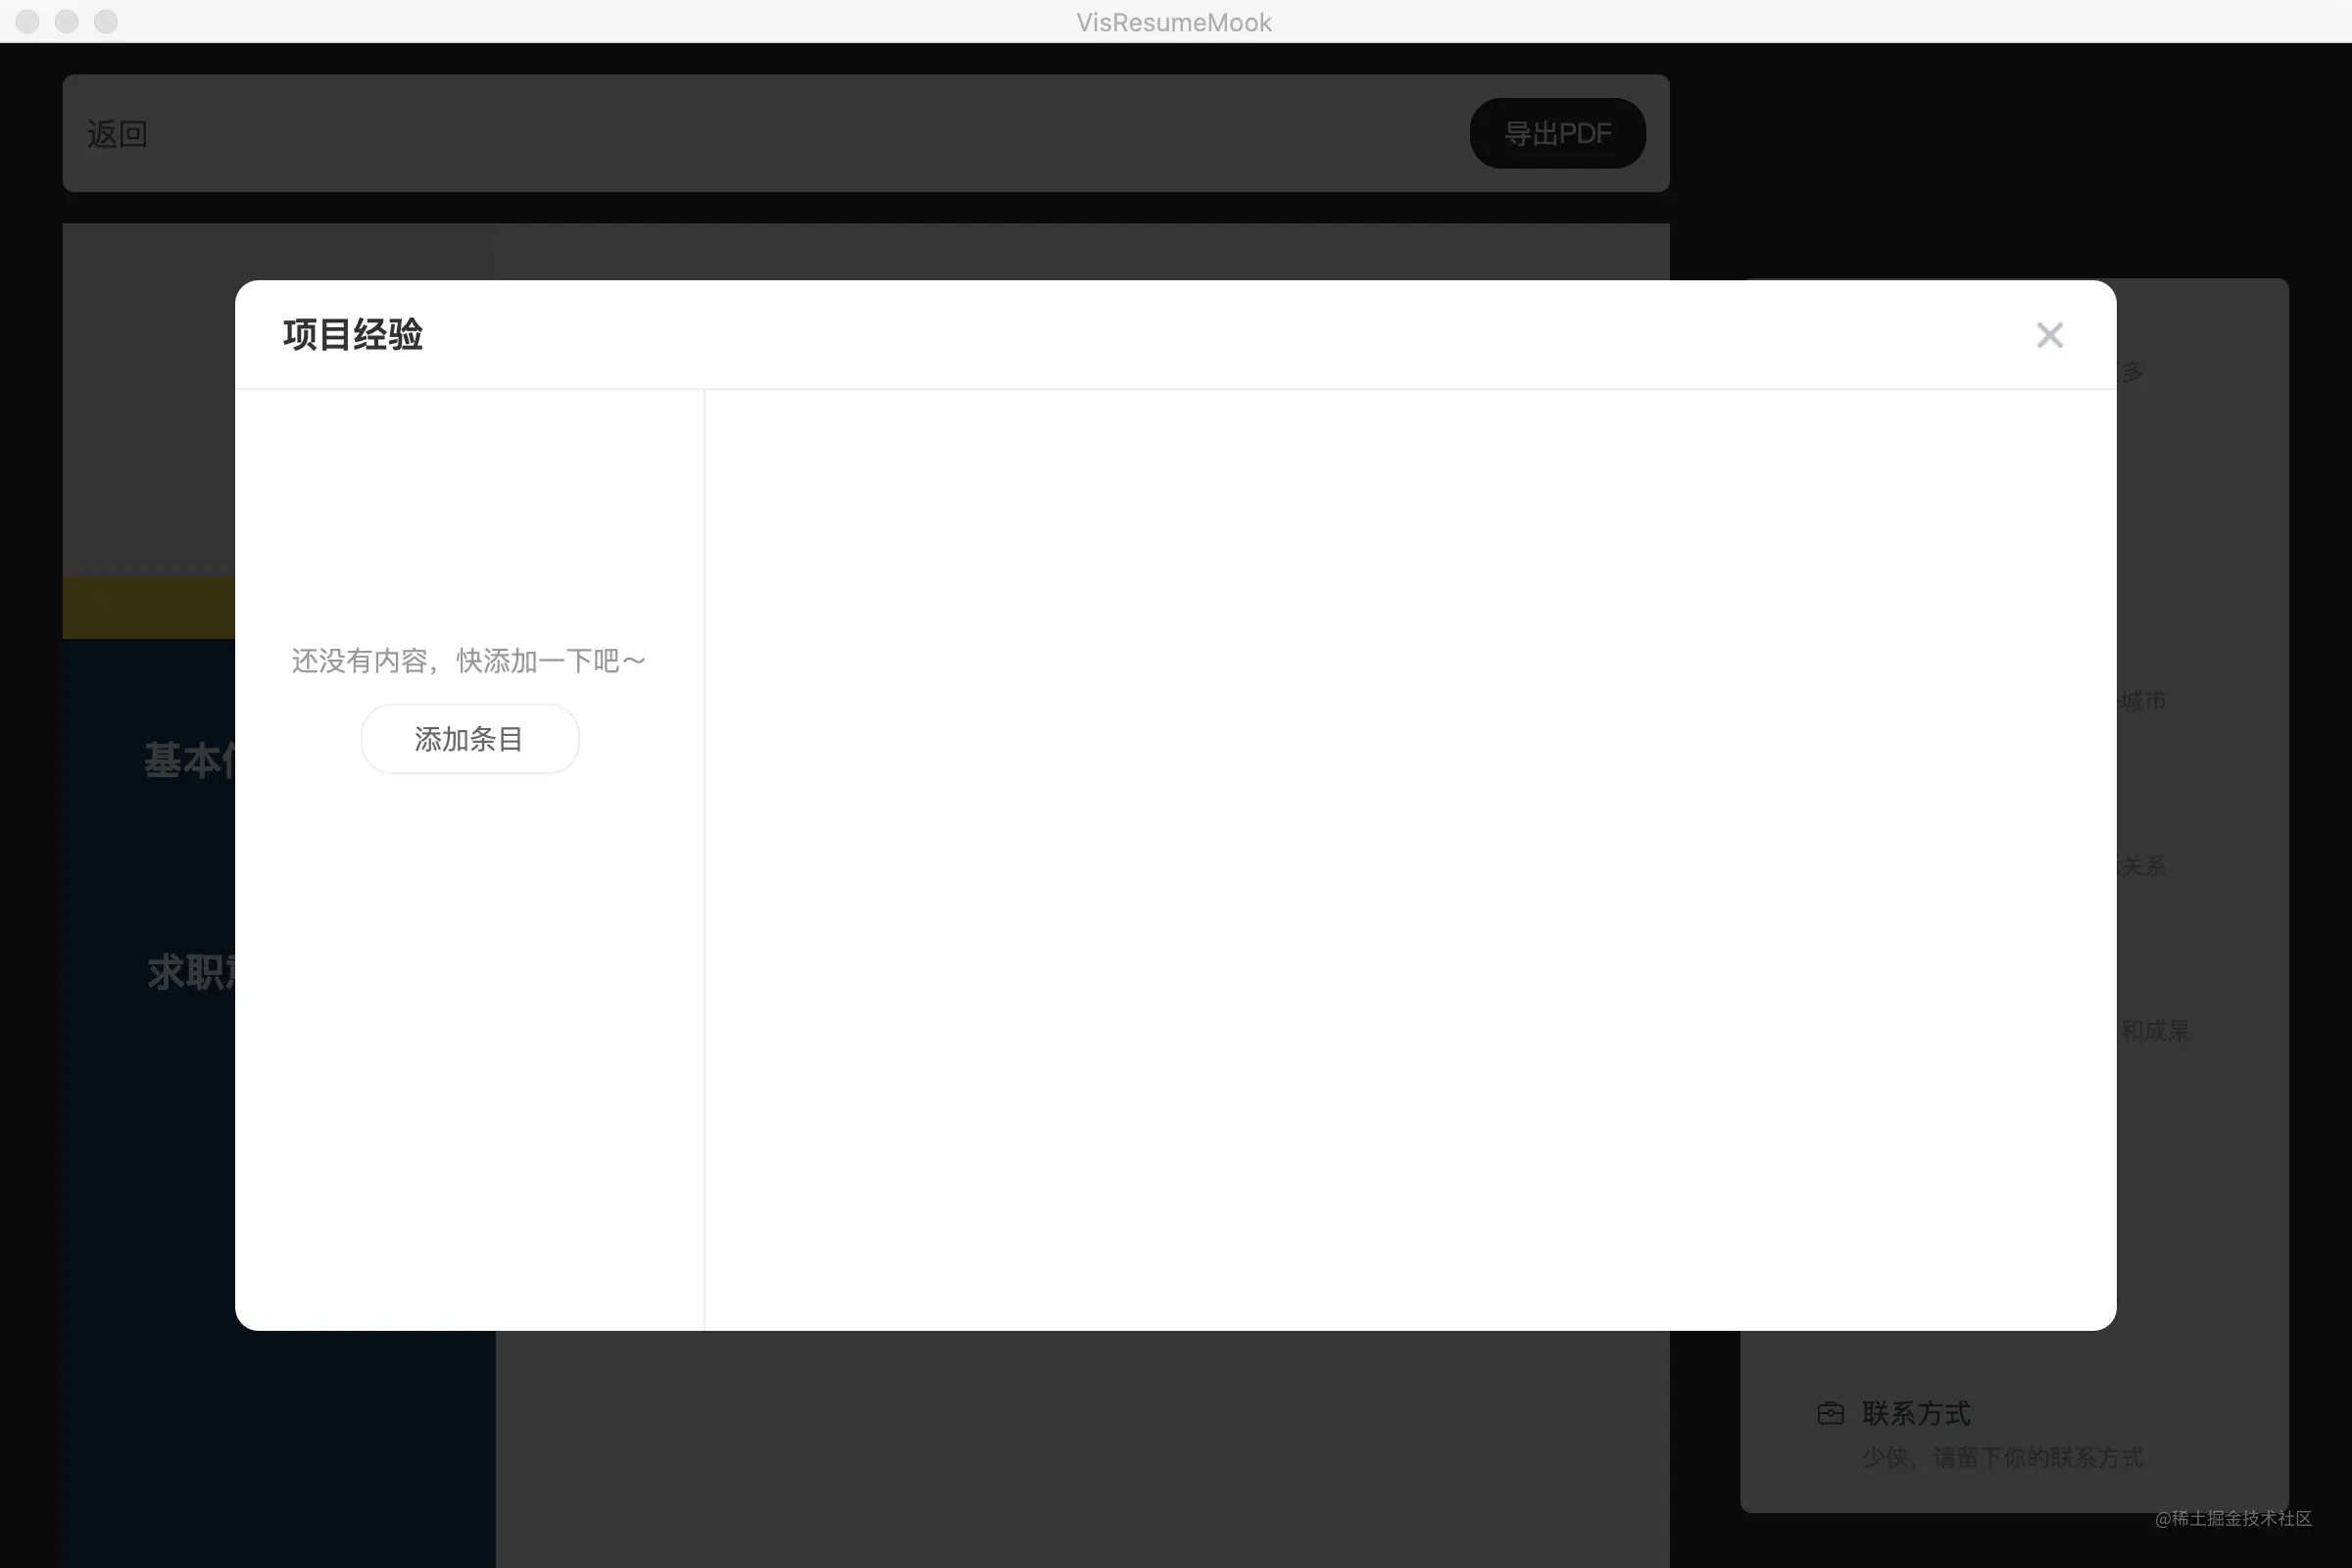 VisResumeMook
返回
导出PDF
项目经验
多
还没有内容，快添加一下吧～
城市
添加条目
基本
关系
求职
和成果
联系方式
少侠，请留下你的联系方式
@稀土掘金技术社区